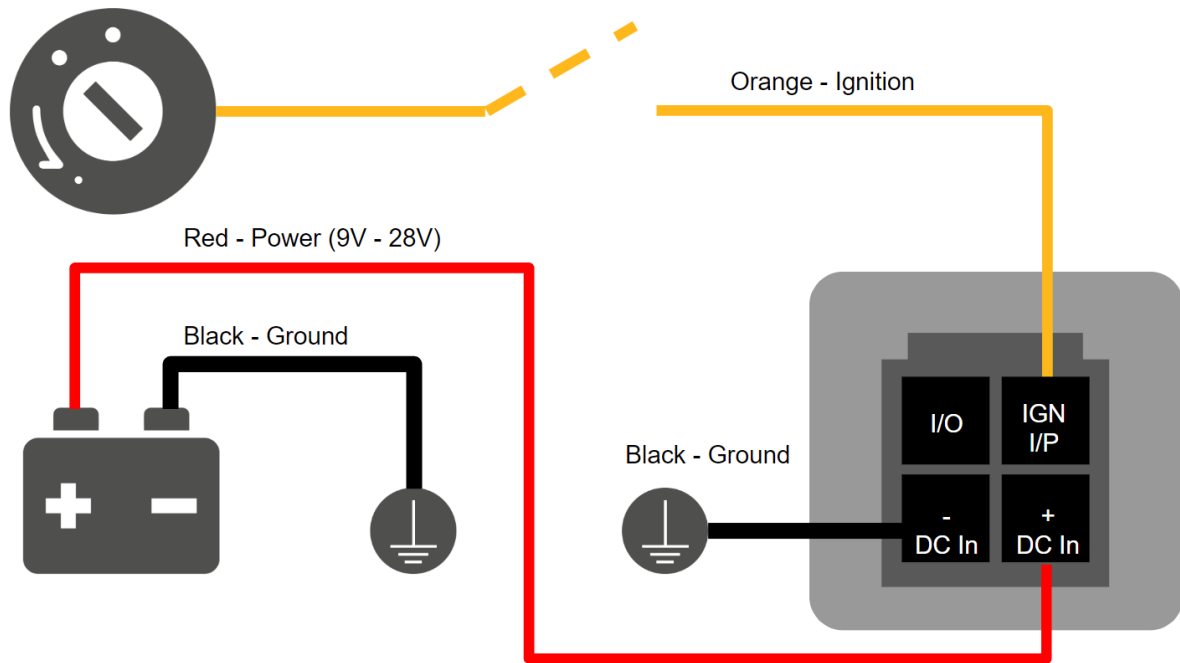 Orange - Ignition
Red - Power (9V - 28V)
Black - Ground
I/O
IGN
I/P
Black - Ground
-
DC In
+
DC In